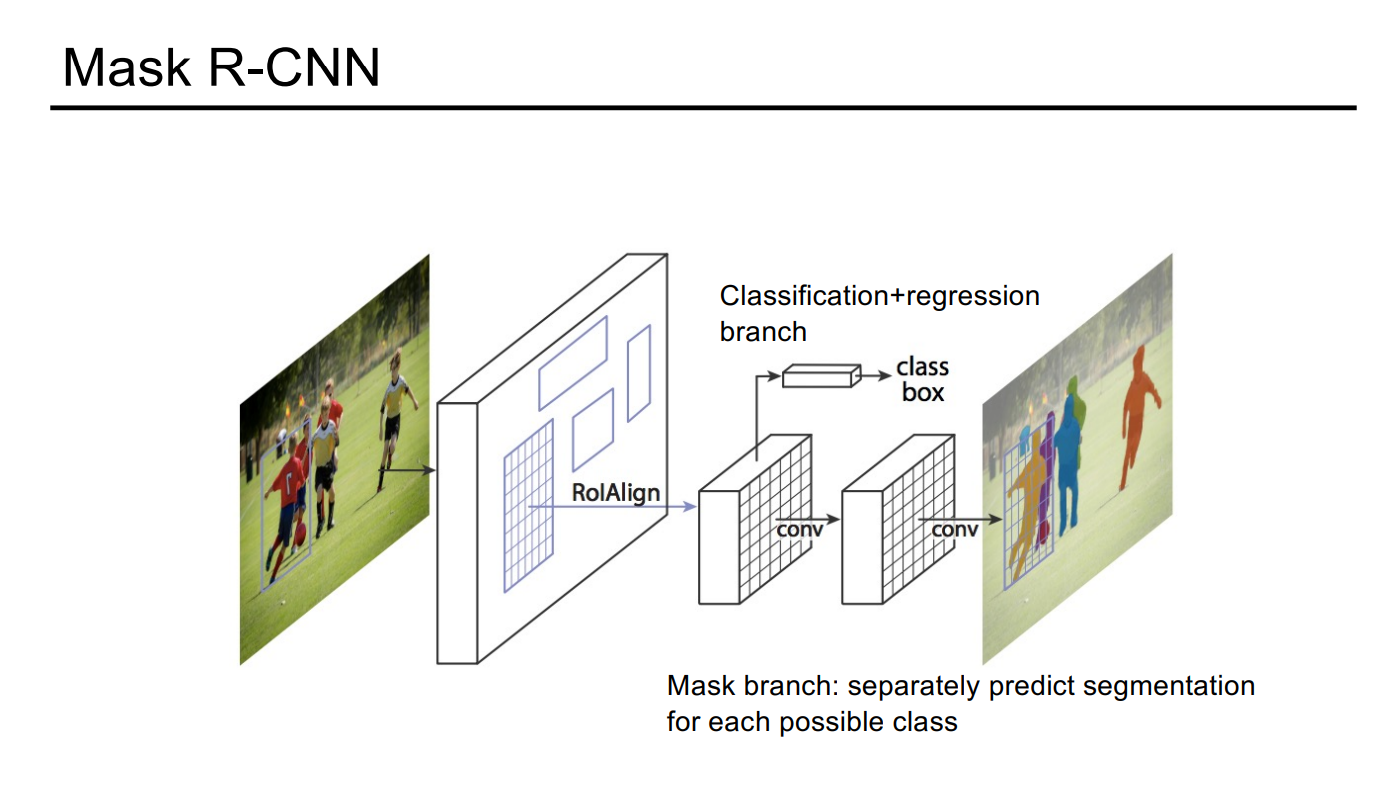 Mask R-CNN
Classification+regression
branch
class
box
RoIAlign
conv
conv
Mask branch: separately predict segmentation
for each possible class